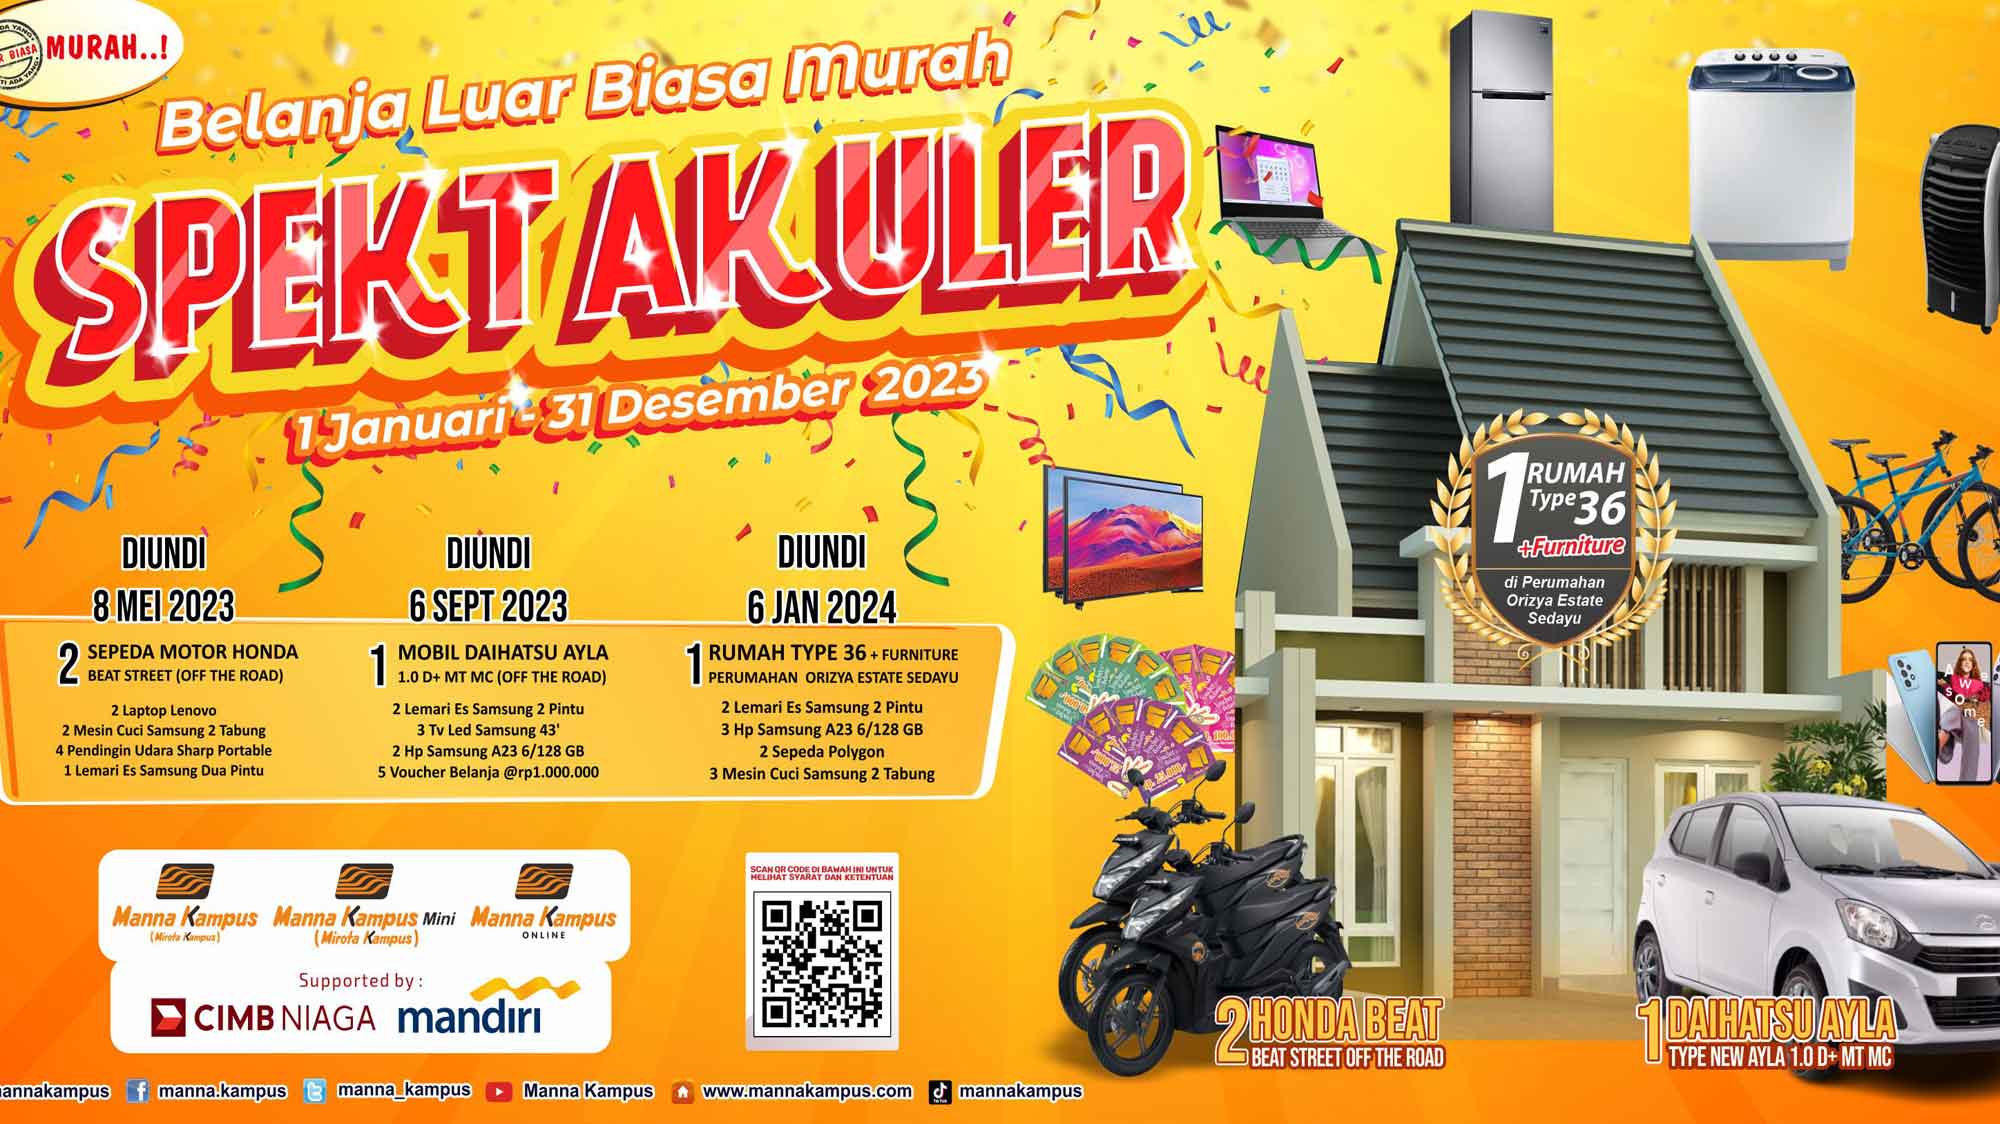 MURAH..!
Belanja Luar Biasa Murah
SPEKTAKULER
1 Januari - 31 Desember 2023
DIUNDI
8 MEI 2023
2 SEPEDA MOTOR HONDA
BEAT STREET (OFF THE ROAD)
2 Laptop Lenovo
2 Mesin Cuci Samsung 2 Tabung
4 Pendingin Udara Sharp Portable
1 Lemari Es Samsung Dua Pintu
DIUNDI
6 SEPT 2023
1 MOBIL DAIHATSU AYLA
1.0 D+ MT MC (OFF THE ROAD)
2 Lemari Es Samsung 2 Pintu
3 Tv Led Samsung 43'
2 Hp Samsung A23 6/128 GB
5 Voucher Belanja @rp1.000.000
DIUNDI
6 JAN 2024
1 RUMAH TYPE 36 + FURNITURE
PERUMAHAN ORIZYA ESTATE SEDAYU
2 Lemari Es Samsung 2 Pintu
3 Hp Samsung A23 6/128 GB
2 Sepeda Polygon
3 Mesin Cuci Samsung 2 Tabung
1 RUMAH
Type 36
+Furniture
di Perumahan
Orizya Estate
Sedayu
Awsome
Manna Kampus
(Mirota Kampus)
Manna Kampus Mini
(Mirota Kampus)
Manna Kampus
ONLINE
Supported by :
CIMB NIAGA
mandiri
SCAN QR CODE DI BAWAH INI UNTUK
MELIHAT SYARAT DAN KETENTUAN
2 HONDA BEAT
BEAT STREET OFF THE ROAD
1 DAIHATSU AYLA
TYPE NEW AYLA 1.0 D+ MT MC
annakampus manna.kampus manna_kampus Manna Kampus www.mannakampus.com mannakampus